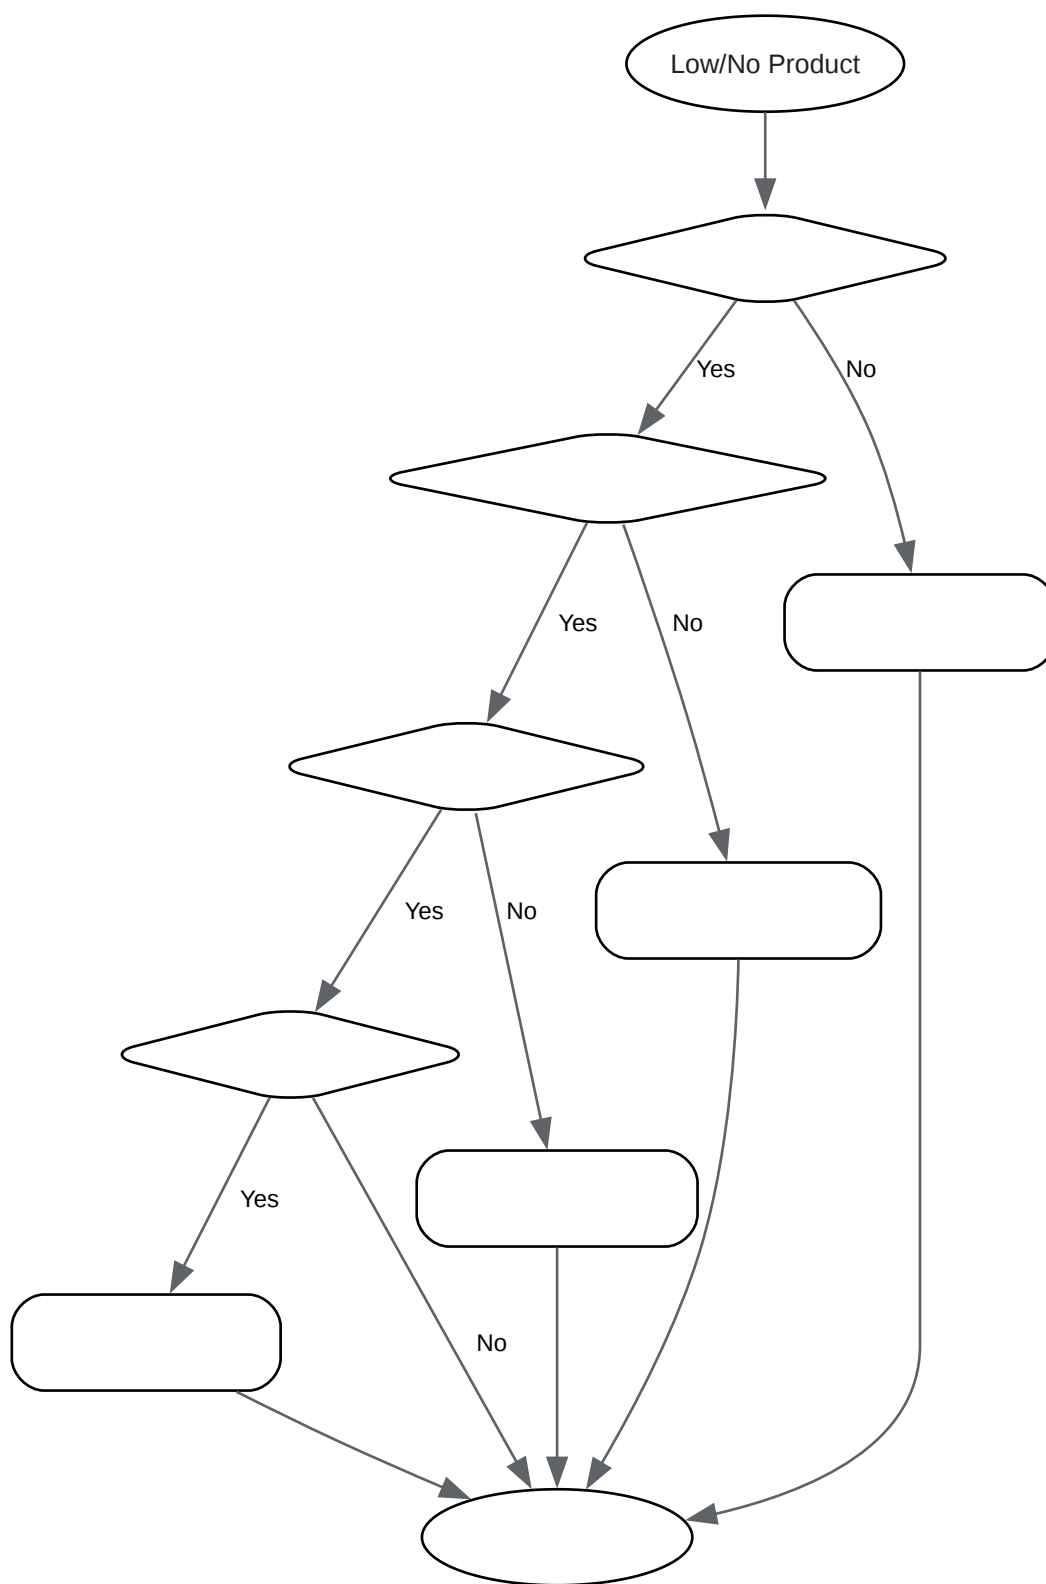 Low/No Product
Yes
No
Yes
No
Yes
No
Yes
No